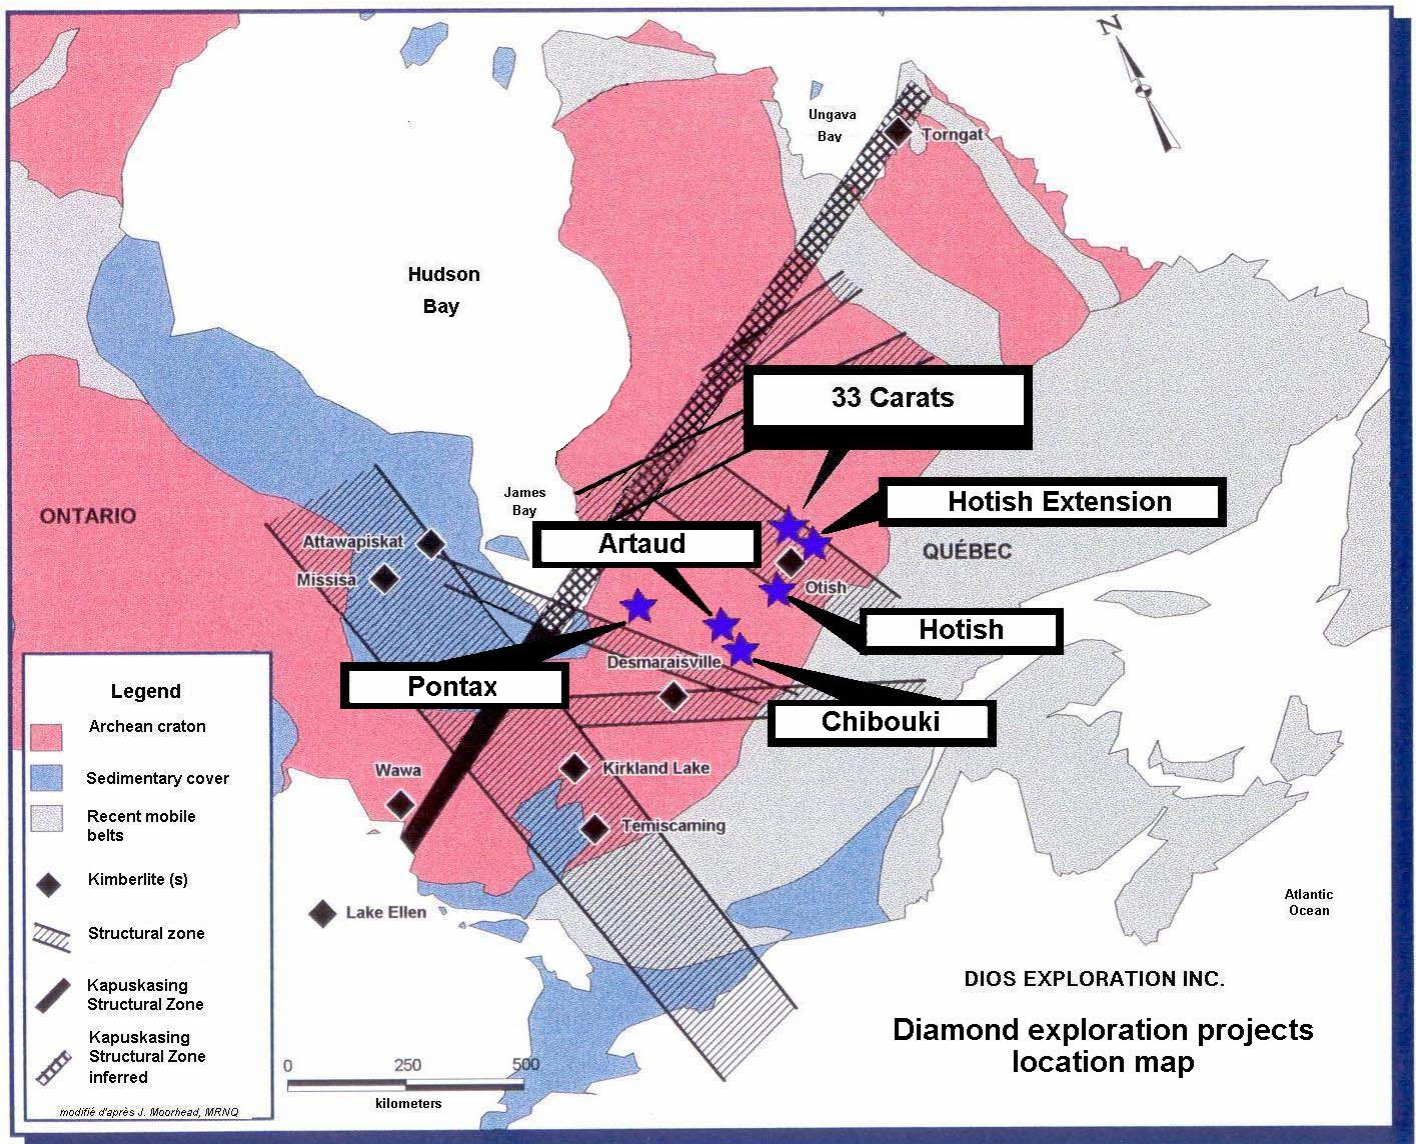 N
Ungava
Bay
Torngat
Hudson
Bay
33 Carats
James
Bay
Hotish Extension
ONTARIO
Attawapiskat
Artaud
QUÉBEC
Missisa
Otish
Hotish
Desmaraisville
Pontax
Chibouki
Legend
Archean craton
Sedimentary cover
Recent mobile
belts
Kimberlite (s)
Structural zone
Kapuskasing
Structural Zone
Kapuskasing
Structural Zone
inferred
modifié d'après J. Moorhead, MRNQ
Wawa
Kirkland Lake
Temiscaming
Lake Ellen
Atlantic
Ocean
0 250 500
kilometers
DIOS EXPLORATION INC.
Diamond exploration projects
location map